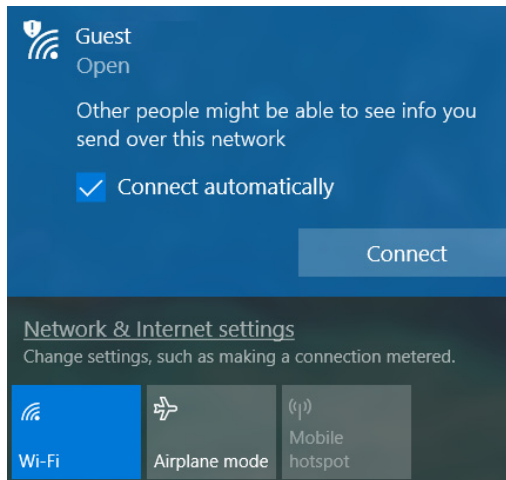 Guest
Open
Other people might be able to see info you
send over this network
Connect automatically
Connect
Network & Internet settings
Change settings, such as making a connection metered.
Wi-Fi
Airplane mode
Mobile
hotspot